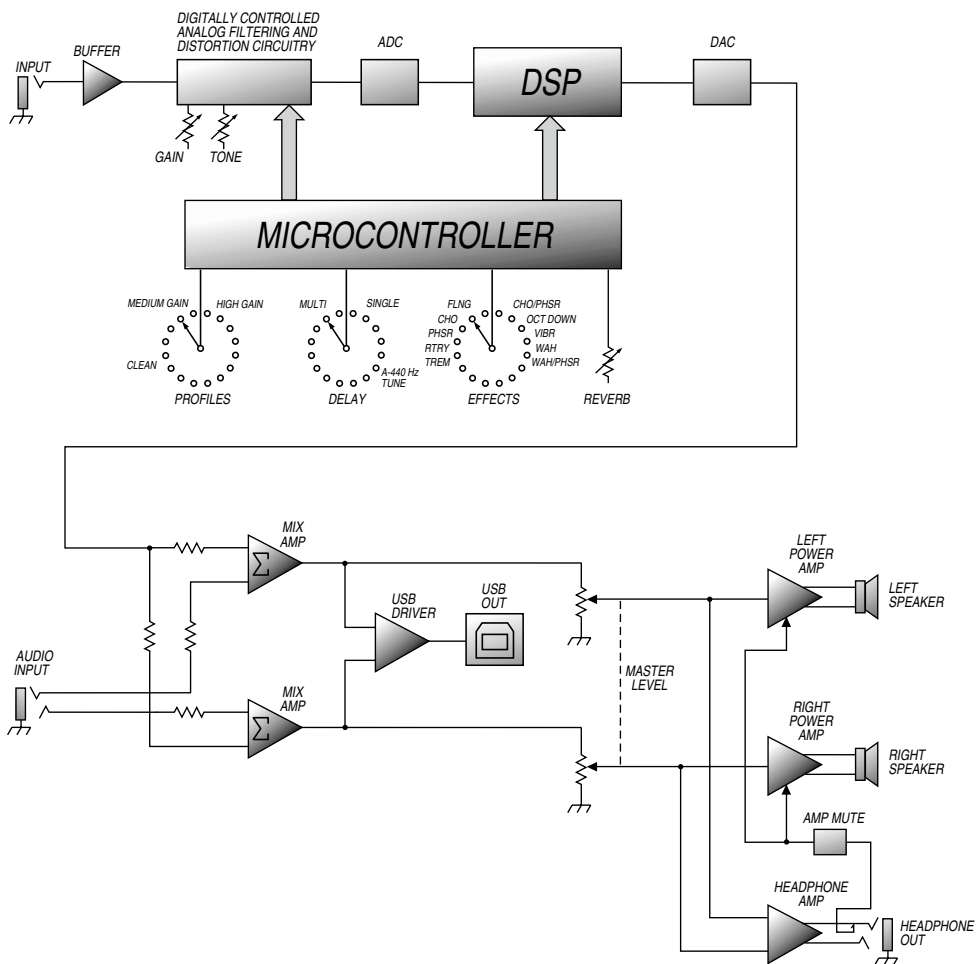 DIGITALLY CONTROLLED
ANALOG FILTERING AND
DISTORTION CIRCUITRY
ADC
DAC
BUFFER
INPUT
DSP
GAIN
TONE
MICROCONTROLLER
MEDIUM GAIN
HIGH GAIN
CLEAN
PROFILES
MULTI
SINGLE
A-440 Hz
TUNE
DELAY
FLNG
CHO/PHSR
CHO
OCT DOWN
PHSR
VIBR
RTRY
WAH
TREM
WAH/PHSR
EFFECTS
REVERB
MIX
AMP
Σ
USB
DRIVER
USB
OUT
LEFT
POWER
AMP
LEFT
SPEAKER
AUDIO
INPUT
MIX
AMP
Σ
MASTER
LEVEL
RIGHT
POWER
AMP
RIGHT
SPEAKER
AMP MUTE
HEADPHONE
AMP
HEADPHONE
OUT